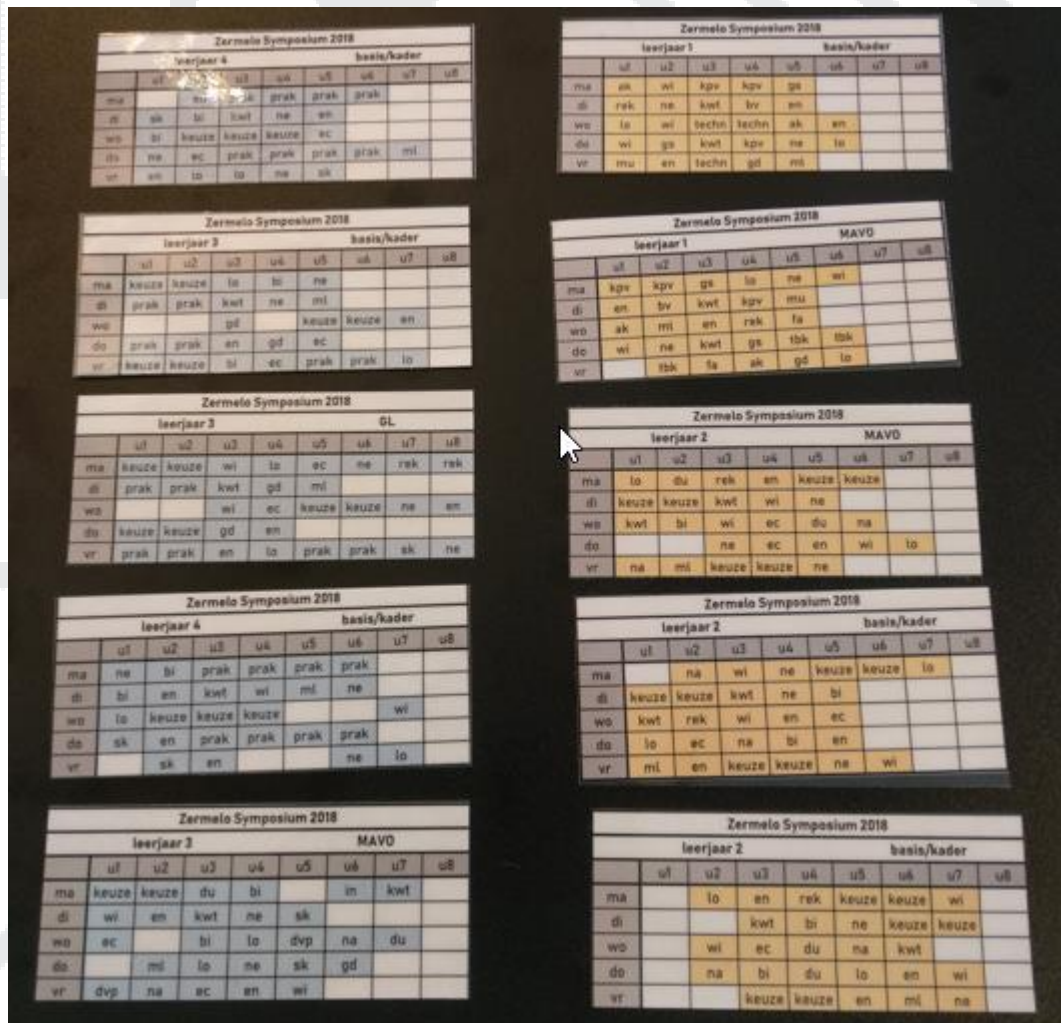 Zermelo Symposium 2018
leerjaar 4 basis/kader
u1 u3 u4 u5 u6 u7 u8
ma prak prak prak prak
di sk bi kwt ne en
wo bi keuze keuze keuze ec
do ne ec prak prak prak prak ml
vr en lo lo ne sk
Zermelo Symposium 2018
leerjaar 3 basis/kader
u1 u2 u3 u4 u5 u6 u7 u8
ma keuze keuze lo bi ne
di prak prak kwt ne ml
wo gd keuze keuze en
do prak prak en gd ec
vr keuze keuze bi ec prak prak lo
Zermelo Symposium 2018
leerjaar 3 GL
u1 u2 u3 u4 u5 u6 u7 u8
ma keuze keuze wi lo ec ne rek rek
di prak prak kwt gd ml
wo wi ec keuze keuze ne en
do keuze keuze gd en
vr prak prak en lo prak prak sk ne
Zermelo Symposium 2018
leerjaar 4 basis/kader
u1 u2 u3 u4 u5 u6 u7 u8
ma ne bi prak prak prak prak
di bi en kwt wi ml ne
wo lo keuze keuze keuze wi
do sk en prak prak prak prak
vr sk en ne lo
Zermelo Symposium 2018
leerjaar 3 MAVO
u1 u2 u3 u4 u5 u6 u7 u8
ma keuze keuze du bi in kwt
di wi en kwt ne sk
wo ec bi lo dvp na du
do ml lo ne sk gd
vr dvp na ec en wi
Zermelo Symposium 2018
leerjaar 1 basis/kader
u1 u2 u3 u4 u5 u6 u7 u8
ma ak wi kpv kpv gs
di rek ne kwt bv en
wo lo wi techn techn ak en
do wi gs kwt kpv ne lo
vr mu en techn gd ml
Zermelo Symposium 2018
leerjaar 1 MAVO
u1 u2 u3 u4 u5 u6 u7 u8
ma kpv kpv gs lo ne wi
di en bv kwt kpv mu
wo ak ml en rek fa
do wi ne kwt gs tbk tbk
vr tbk fa ak gd lo
Zermelo Symposium 2018
leerjaar 2 MAVO
u1 u2 u3 u4 u5 u6 u7 u8
ma lo du rek en keuze keuze
di keuze keuze kwt wi ne
wo kwt bi wi ec du na
do ne ec en wi lo
vr na ml keuze keuze ne
Zermelo Symposium 2018
leerjaar 2 basis/kader
u1 u2 u3 u4 u5 u6 u7 u8
ma na wi ne keuze keuze lo
di keuze keuze kwt ne bi
wo kwt rek wi en ec
do lo ec na bi en
vr ml en keuze keuze ne wi
Zermelo Symposium 2018
leerjaar 2 basis/kader
u1 u2 u3 u4 u5 u6 u7 u8
ma lo en rek keuze keuze wi
di kwt bi ne keuze keuze
wo wi ec du na kwt
do na bi du lo en wi
vr keuze keuze en ml ne